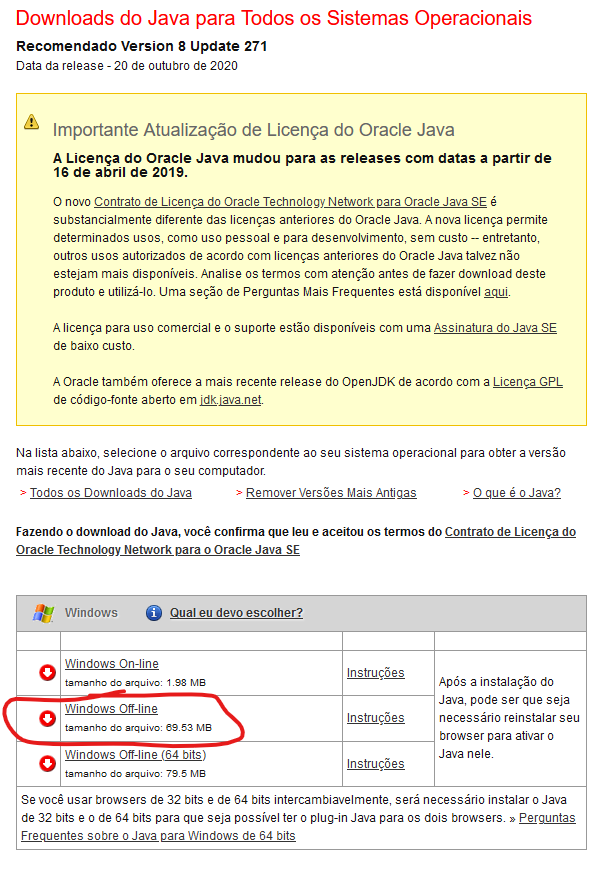 Downloads do Java para Todos os Sistemas Operacionais
Recomendado Version 8 Update 271
Data da release - 20 de outubro de 2020
Importante Atualização de Licença do Oracle Java
A Licença do Oracle Java mudou para as releases com datas a partir de
16 de abril de 2019.
O novo Contrato de Licença do Oracle Technology Network para Oracle Java SE é
substancialmente diferente das licenças anteriores do Oracle Java. A nova licença permite
determinados usos, como uso pessoal e para desenvolvimento, sem custo -- entretanto,
outros usos autorizados de acordo com licenças anteriores do Oracle Java talvez não
estejam mais disponíveis. Analise os termos com atenção antes de fazer download deste
produto e utilizá-lo. Uma seção de Perguntas Mais Frequentes está disponível aqui.
A licença para uso comercial e o suporte estão disponíveis com uma Assinatura do Java SE
de baixo custo.
A Oracle também oferece a mais recente release do OpenJDK de acordo com a Licença GPL
de código-fonte aberto em jdk.java.net.
Na lista abaixo, selecione o arquivo correspondente ao seu sistema operacional para obter a versão
mais recente do Java para o seu computador.
> Todos os Downloads do Java > Remover Versões Mais Antigas > O que é o Java?
Fazendo o download do Java, você confirma que leu e aceitou os termos do Contrato de Licença do
Oracle Technology Network para o Oracle Java SE
Windows Qual eu devo escolher?
Windows On-line
tamanho do arquivo: 1.98 MB
Instruções
Windows Off-line
tamanho do arquivo: 69.53 MB
Instruções
Windows Off-line (64 bits)
tamanho do arquivo: 79.5 MB
Instruções
Após a instalação do
Java, pode ser que seja
necessário reinstalar seu
browser para ativar o
Java nele.
Se você usar browsers de 32 bits e de 64 bits intercambiavelmente, será necessário instalar o Java
de 32 bits e o de 64 bits para que seja possível ter o plug-in Java para os dois browsers. » Perguntas
Frequentes sobre o Java para Windows de 64 bits